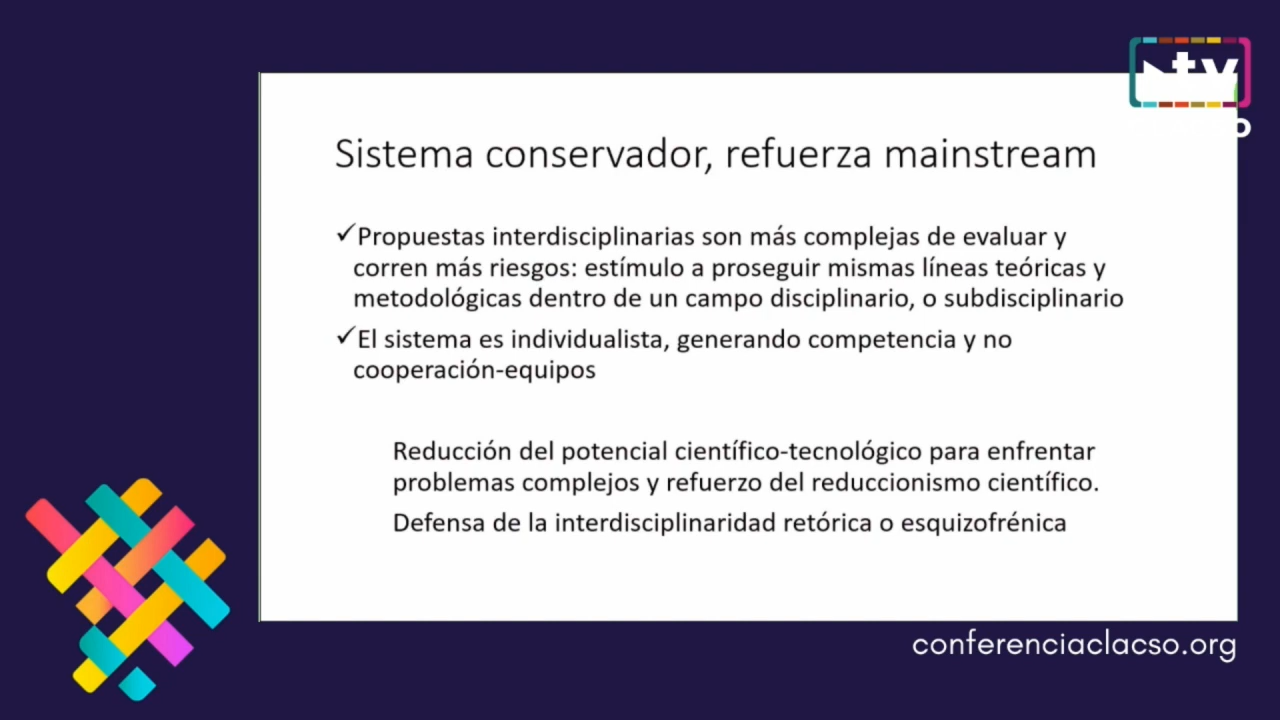 tv
Sistema conservador, refuerza mainstream
✓Propuestas interdisciplinarias son más complejas de evaluar y
corren más riesgos: estímulo a proseguir mismas líneas teóricas y
metodológicas dentro de un campo disciplinario, o subdisciplinario
✓El sistema es individualista, generando competencia y no
cooperación-equipos
Reducción del potencial científico-tecnológico para enfrentar
problemas complejos y refuerzo del reduccionismo científico.
Defensa de la interdisciplinaridad retórica o esquizofrénica
conferenciaclacso.org